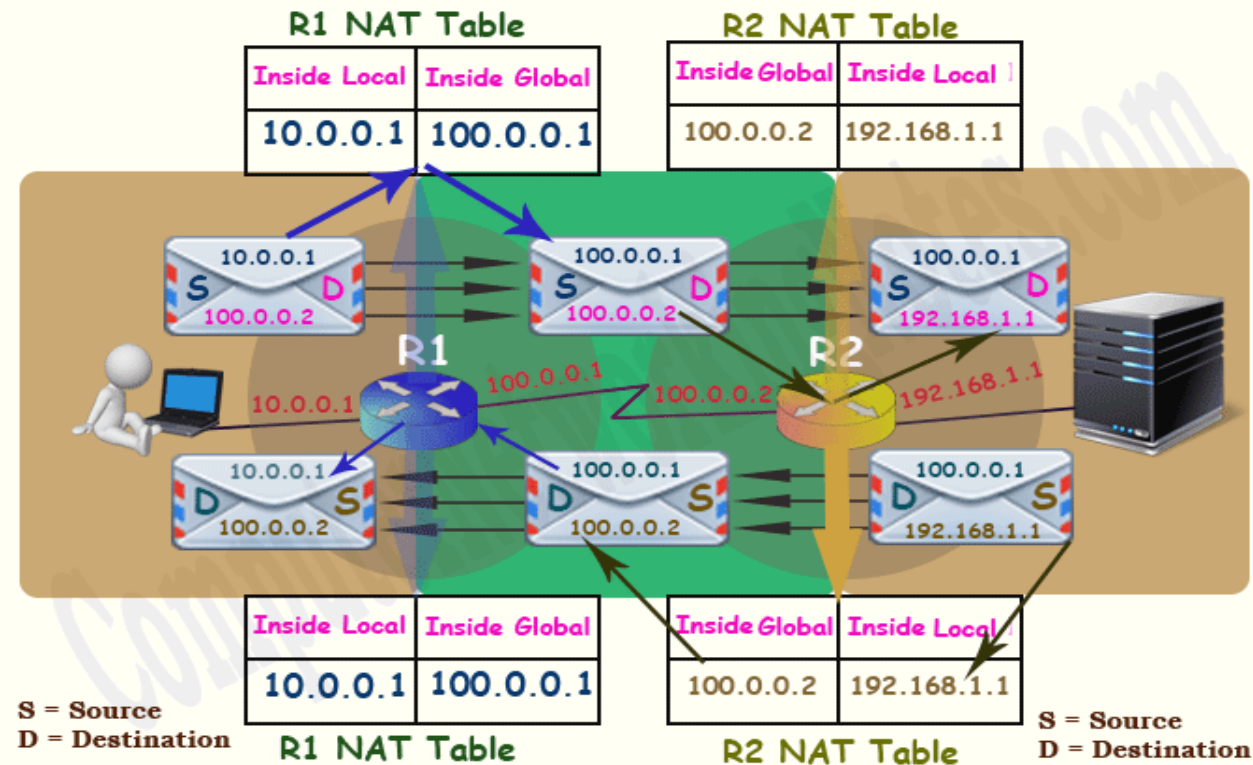 R1 NAT Table
R2 NAT Table
Inside Local Inside Global
Inside Global Inside Local
10.0.0.1 100.0.0.1
100.0.0.2 192.168.1.1
10.0.0.1
100.0.0.1
100.0.0.1
S D
S D
S D
100.0.0.2
100.0.0.2
192.168.1.1
R1
R2
10.0.0.1
100.0.0.1
100.0.0.2
192.168.1.1
10.0.0.1
100.0.0.1
100.0.0.1
D S
D S
D S
100.0.0.2
100.0.0.2
192.168.1.1
Inside Local Inside Global
Inside Global Inside Local
10.0.0.1 100.0.0.1
100.0.0.2 192.168.1.1
S = Source
D = Destination
R1 NAT Table
R2 NAT Table
S = Source
D = Destination